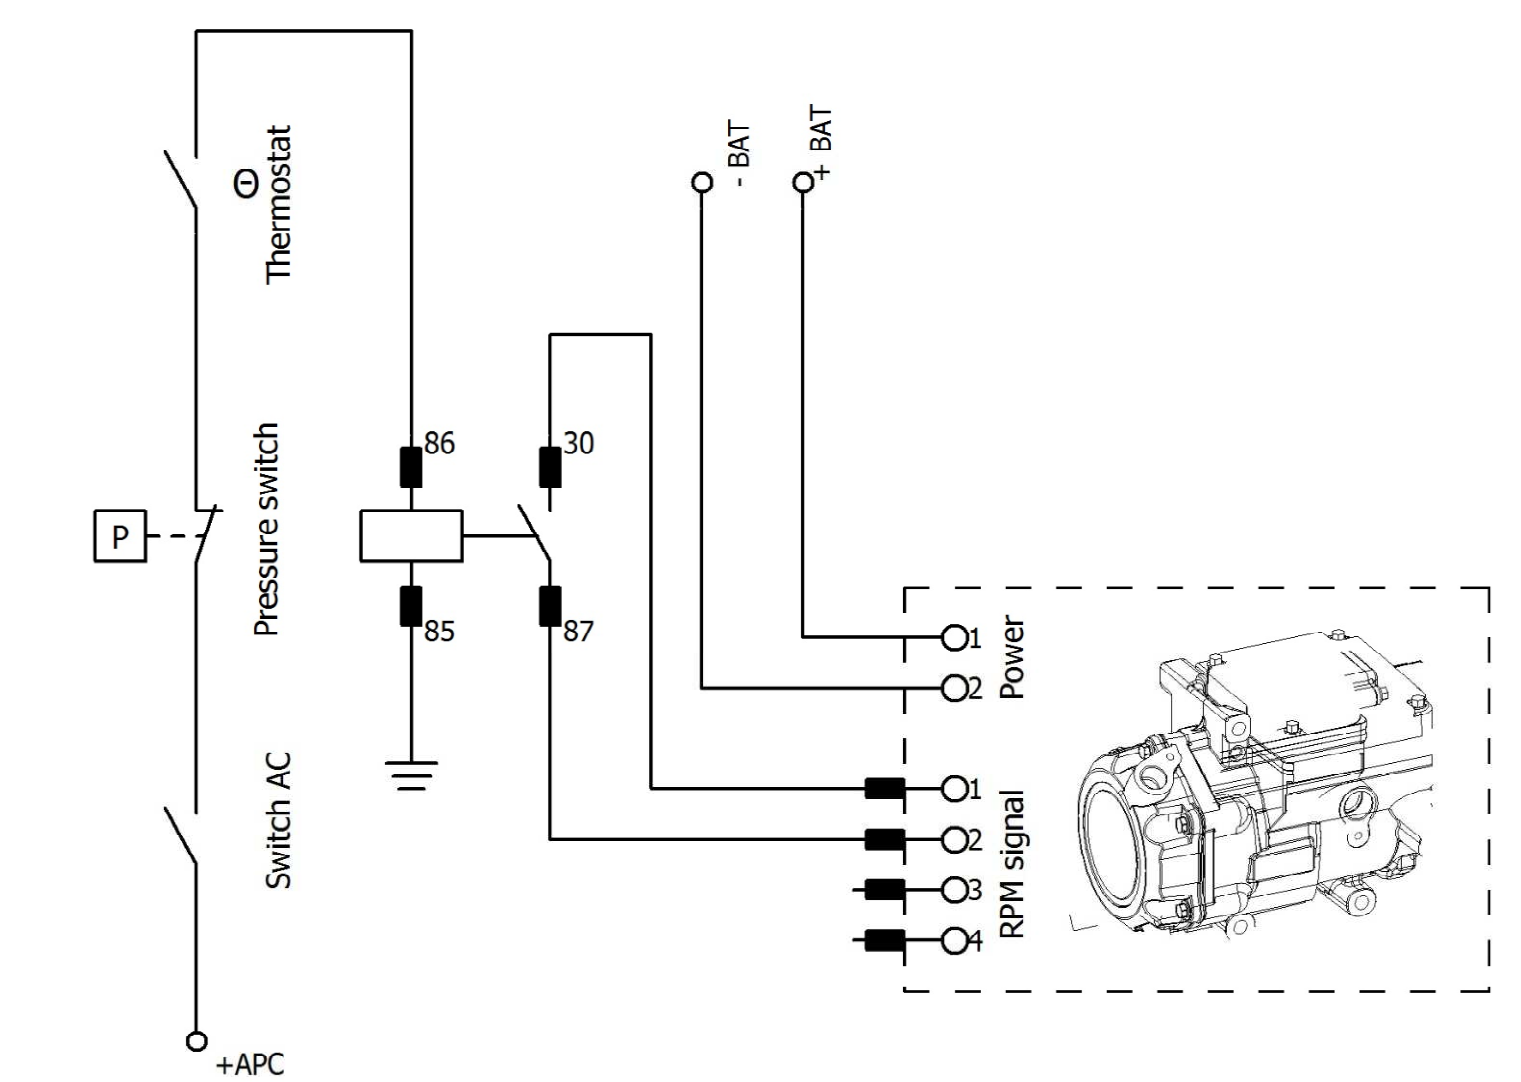 Θ
Thermostat
- BAT
+ BAT
86
30
Pressure switch
P
85
87
1
2
Power
Switch AC
1
2
3
4
RPM signal
+APC